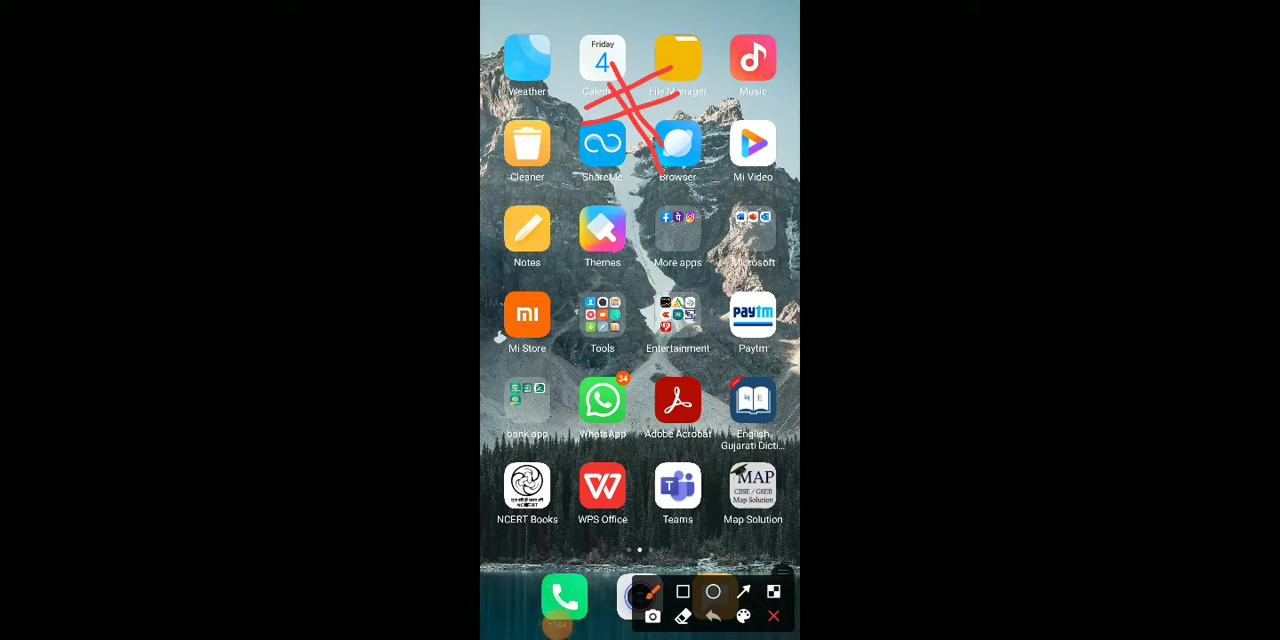 Friday
4
Weather
File Manager
Music
Cleaner
ShareMe
Browser
Mi Video
Notes
Themes
More apps
Microsoft
mi
paytm
Mi Store
Tools
Entertainment
Paytm
34
bank app
WhatsApp
Adobe Acrobat
English
Gujarati Dicti...
MAP
CBSE / GSEB
Map Solution
NCERT Books
WPS Office
Teams
Map Solution